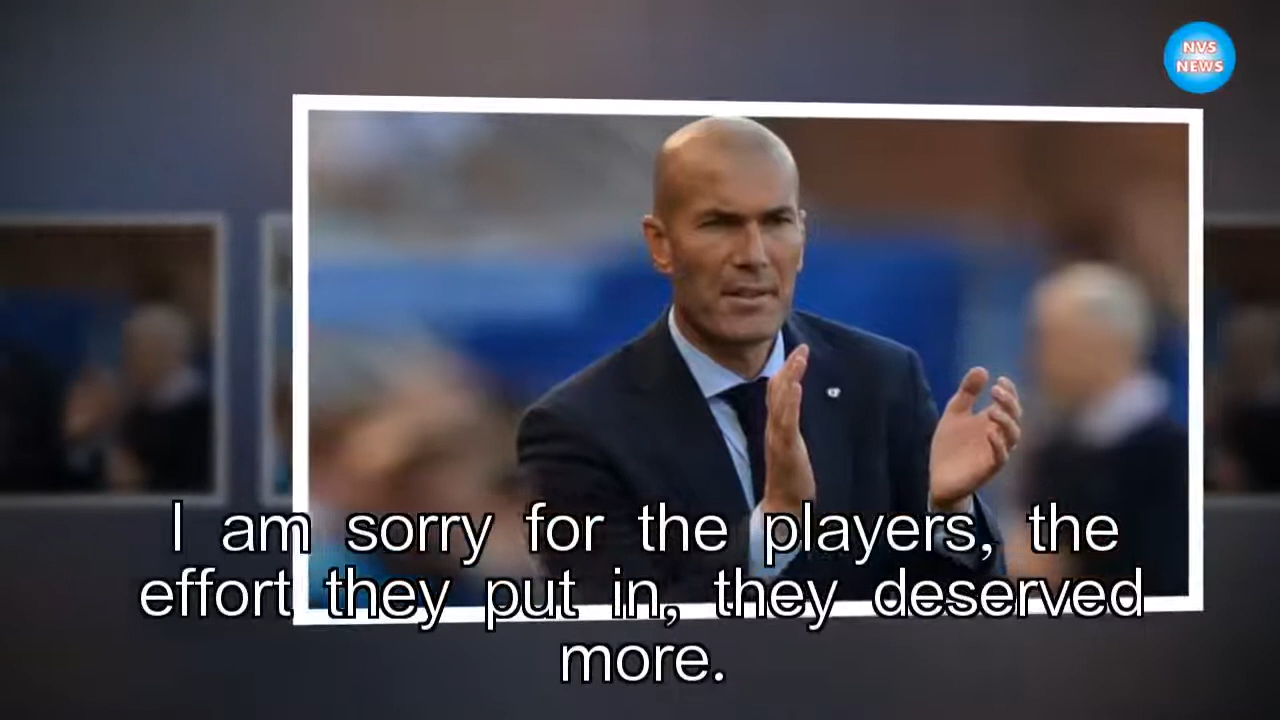 NVS
NEWS
I am sorry for the players, the
effort they put in, they deserved
more.